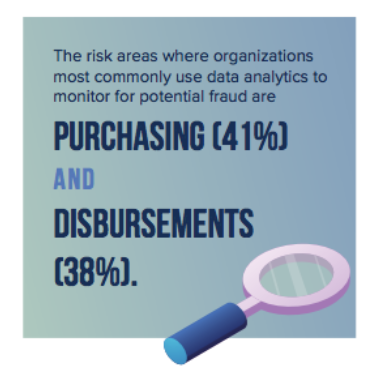 The risk areas where organizations
most commonly use data analytics to
monitor for potential fraud are
PURCHASING (41%)
AND
DISBURSEMENTS
(38%).